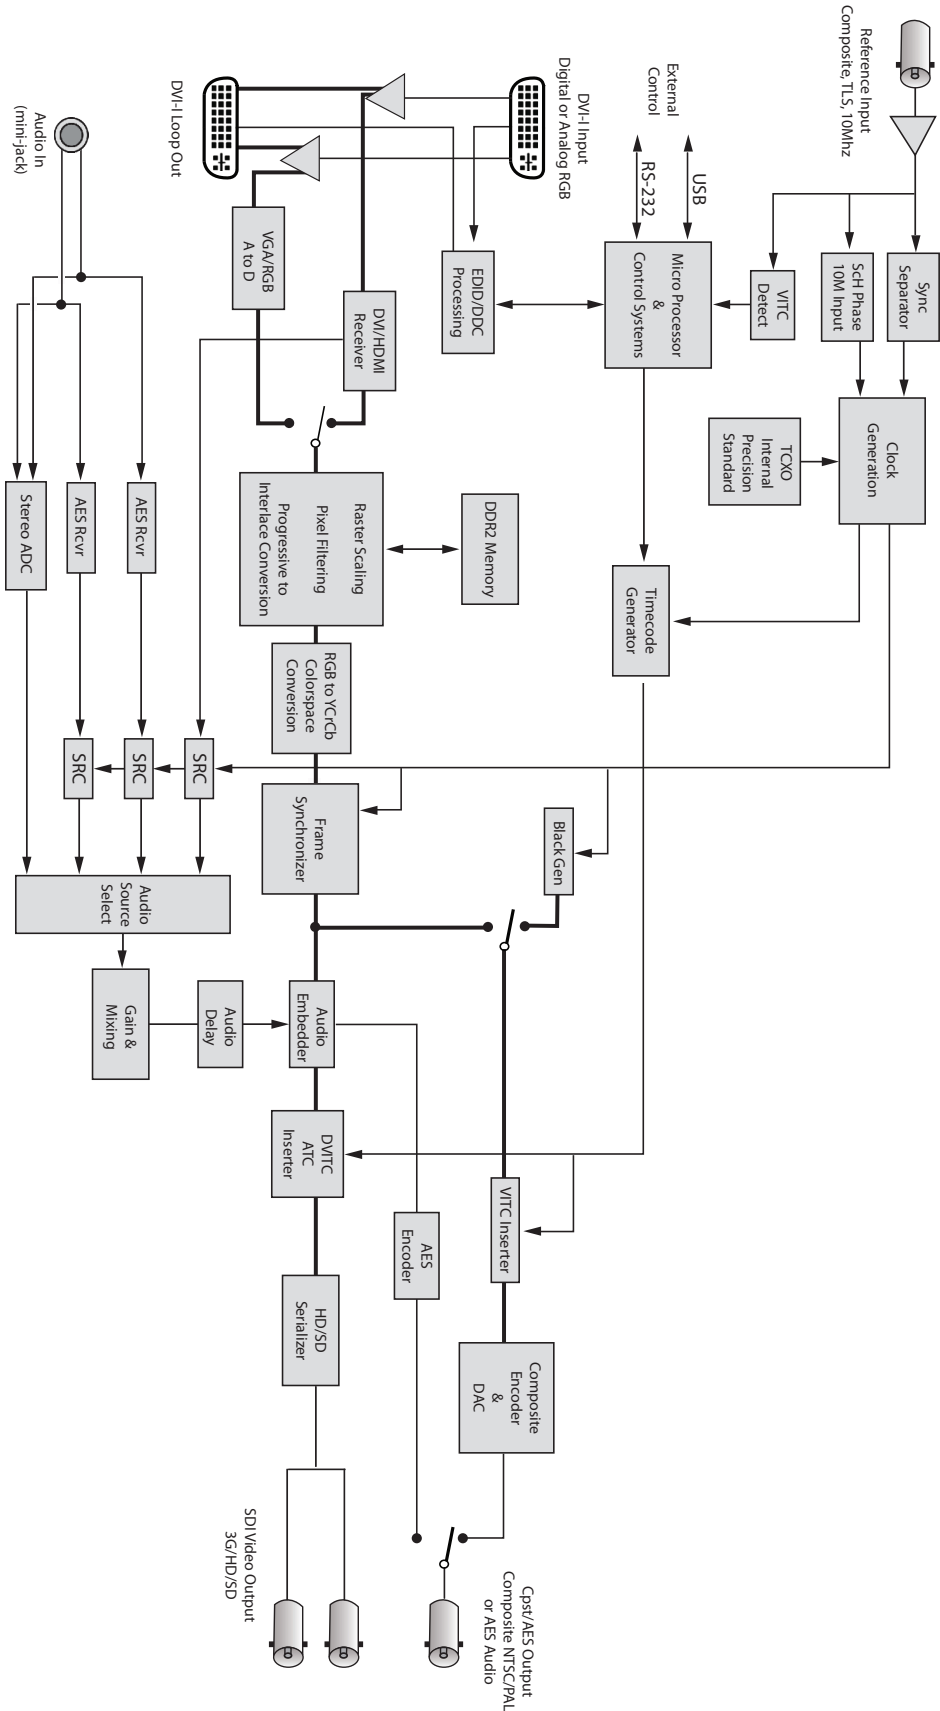 Reference Input
Composite, TLS, 10Mhz
Sync
Separator
ScH Phase
10M Input
VITC
Detect
Clock
Generation
TCXO
Internal
Precision
Standard
External
Control
USB
RS-232
Micro Processor
&
Control Systems
Timecode
Generator
DVI-I Input
Digital or Analog RGB
EDID/DDC
Processing
DVI-I Loop Out
VGA/RGB
A to D
DVI/HDMI
Receiver
DDR2 Memory
Raster Scaling
Pixel Filtering
Progressive to
Interlace Conversion
RGB to YCrCb
Colorspace
Conversion
Frame
Synchronizer
Black Gen
Audio
Embedder
DVITC
ATC
Inserter
VITC Inserter
AES
Encoder
HD/SD
Serializer
Composite
Encoder
&
DAC
Cpst/AES Output
Composite NTSC/PAL
or AES Audio
SDI Video Output
3G/HD/SD
Audio In
(mini-jack)
AES Rcvr
AES Rcvr
Stereo ADC
SRC
SRC
SRC
Audio
Source
Select
Gain &
Mixing
Audio
Delay